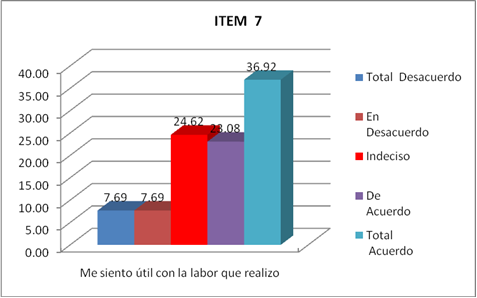 ITEM 7
40.00
35.00
30.00
25.00
20.00
15.00
10.00
5.00
0.00
7.69
7.69
24.62
23.08
36.92
Me siento útil con la labor que realizo
Total Desacuerdo
En
Desacuerdo
Indeciso
De
Acuerdo
Total
Acuerdo